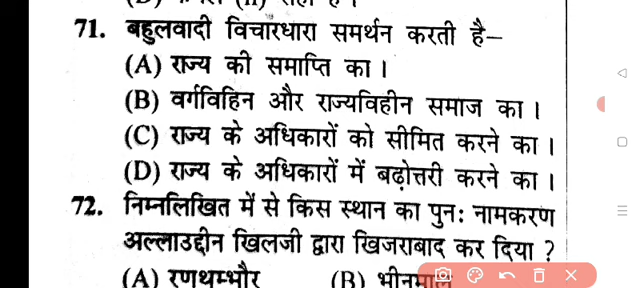 71. बहुलवादी विचारधारा समर्थन करती है–
(A) राज्य की समाप्ति का ।
(B) वर्गविहिन और राज्यविहीन समाज का ।
(C) राज्य के अधिकारों को सीमित करने का ।
(D) राज्य के अधिकारों में बढ़ोत्तरी करने का ।
72. निम्नलिखित में से किस स्थान का पुनः नामकरण
अल्लाउद्दीन खिलजी द्वारा खिजराबाद कर दिया ?
(A) रणथम्भौर (B) भीनमाल